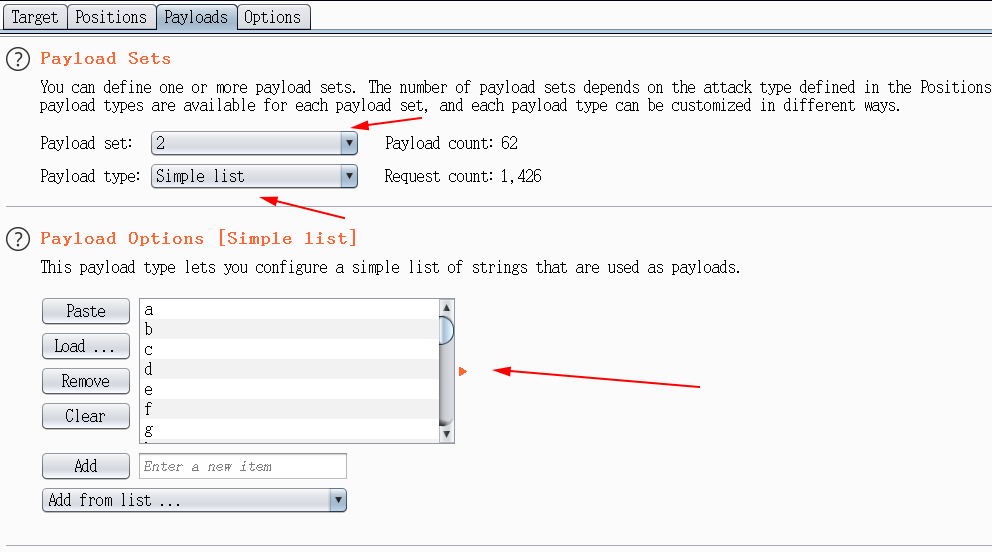 Target Positions Payloads Options
? Payload Sets
You can define one or more payload sets. The number of payload sets depends on the attack type defined in the Positions
payload types are available for each payload set, and each payload type can be customized in different ways.
Payload set: 2 Payload count: 62
Payload type: Simple list Request count: 1,426
? Payload Options [Simple list]
This payload type lets you configure a simple list of strings that are used as payloads.
Paste
Load ...
Remove
Clear
a
b
c
d
e
f
g
Add Enter a new item
Add from list ...